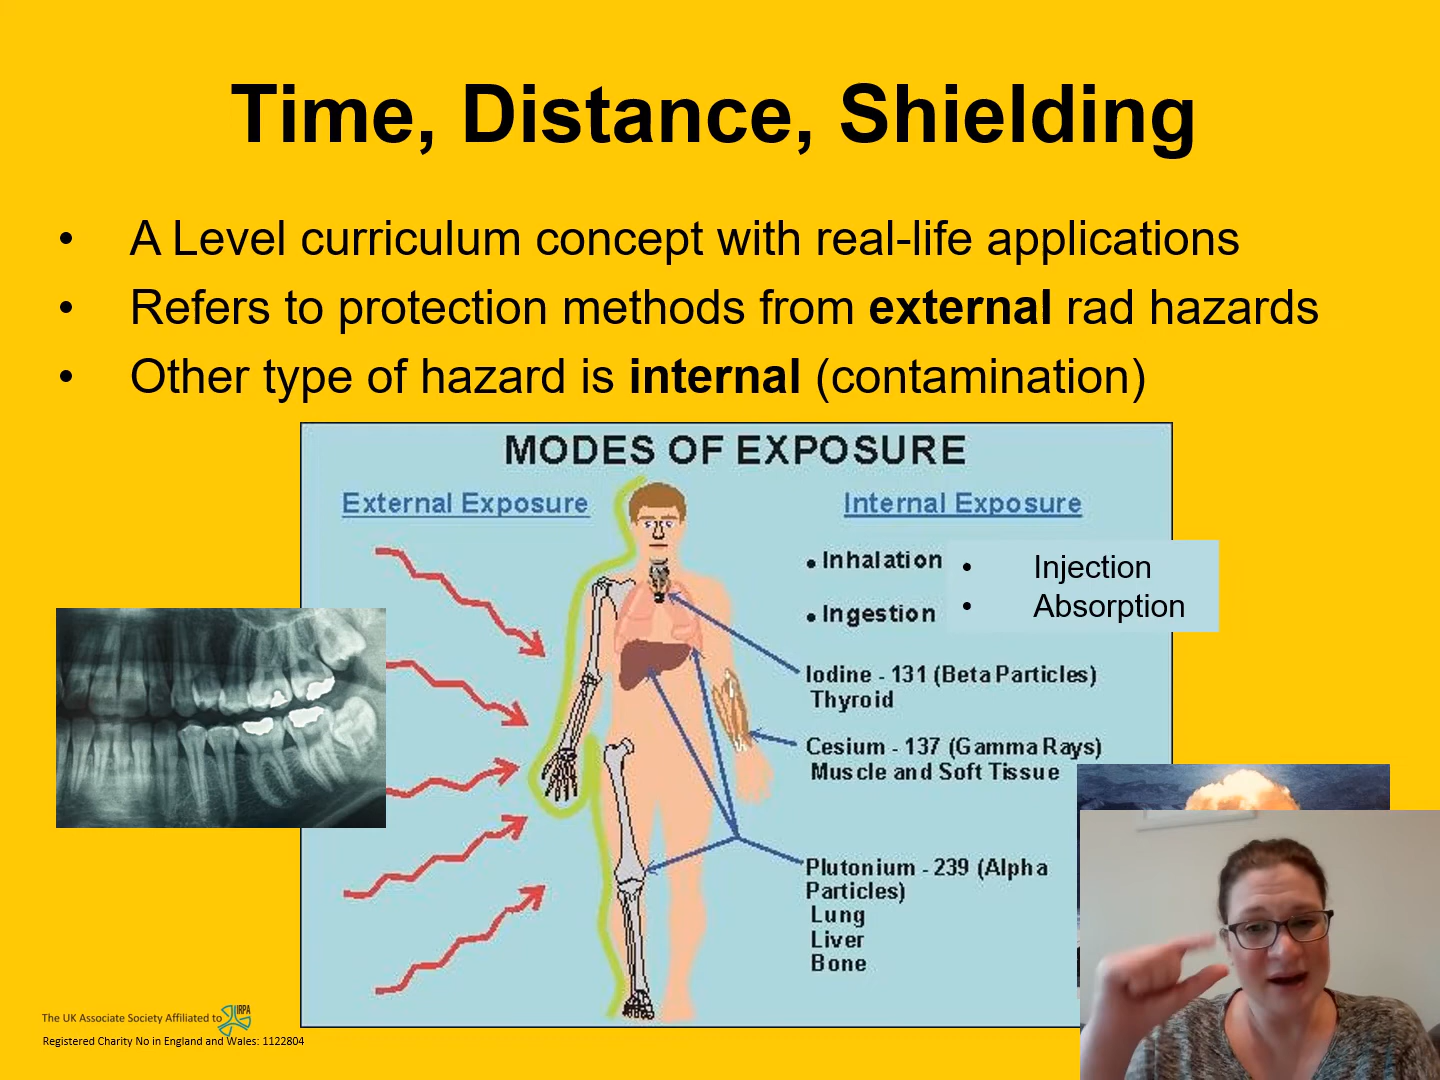 Time, Distance, Shielding
• A Level curriculum concept with real-life applications
• Refers to protection methods from external rad hazards
• Other type of hazard is internal (contamination)
MODES OF EXPOSURE
External Exposure
Internal Exposure
• Inhalation
• Ingestion
• Injection
• Absorption
Iodine - 131 (Beta Particles)
Thyroid
Cesium - 137 (Gamma Rays)
Muscle and Soft Tissue
Plutonium - 239 (Alpha
Particles)
Lung
Liver
Bone
The UK Associate Society Affiliated to
IRPA
Registered Charity No in England and Wales: 1122804